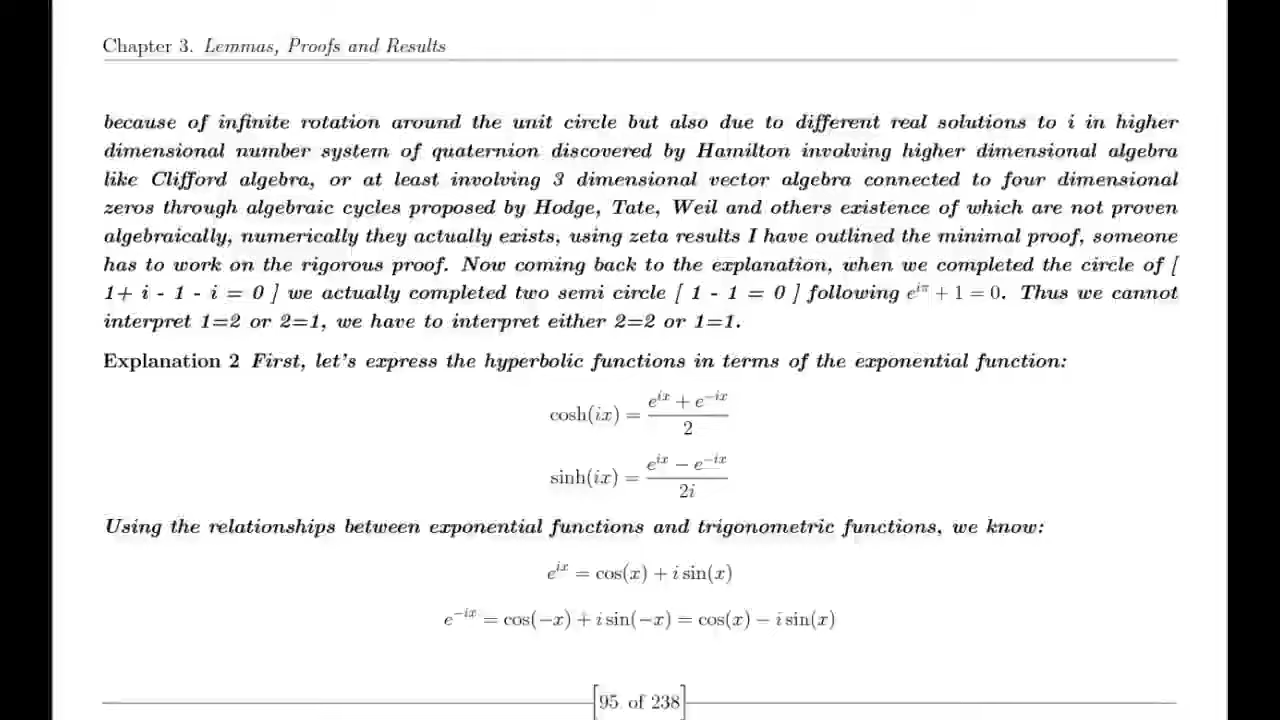 Chapter 3. Lemmas, Proofs and Results
because of infinite rotation around the unit circle but also due to different real solutions to i in higher
dimensional number system of quaternion discovered by Hamilton involving higher dimensional algebra
like Clifford algebra, or at least involving 3 dimensional vector algebra connected to four dimensional
zeros through algebraic cycles proposed by Hodge, Tate, Weil and others existence of which are not proven
algebraically, numerically they actually exists, using zeta results I have outlined the minimal proof, someone
has to work on the rigorous proof. Now coming back to the explanation, when we completed the circle of [
1+ i - 1 - i = 0 ] we actually completed two semi circle [ 1 - 1 = 0 ] following e^{iπ} + 1 = 0. Thus we cannot
interpret 1=2 or 2=1, we have to interpret either 2=2 or 1=1.
Explanation 2 First, let's express the hyperbolic functions in terms of the exponential function:
cosh(ix) = \frac{e^{ix} + e^{-ix}}{2}
sinh(ix) = \frac{e^{ix} − e^{-ix}}{2i}
Using the relationships between exponential functions and trigonometric functions, we know:
e^{ix} = cos(x) + i sin(x)
e^{-ix} = cos(−x) + i sin(−x) = cos(x) − i sin(x)
[95 of 238]